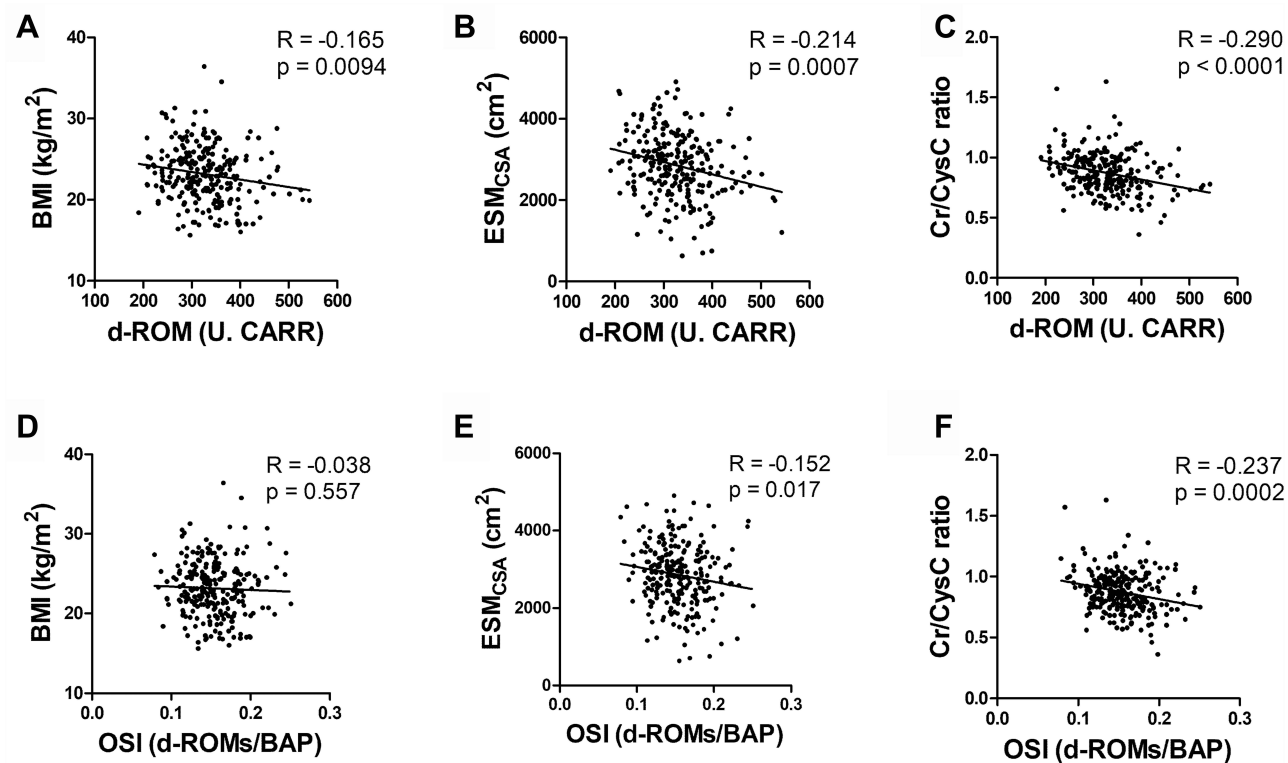 A
R = -0.165
p = 0.0094
BMI (kg/m²)
40
30
20
10
100 200 300 400 500 600
d-ROM (U. CARR)
B
R = -0.214
p = 0.0007
ESMCSA (cm²)
6000
4000
2000
0
100 200 300 400 500 600
d-ROM (U. CARR)
C
R = -0.290
p < 0.0001
Cr/CysC ratio
2.0
1.5
1.0
0.5
0.0
100 200 300 400 500 600
d-ROM (U. CARR)
D
R = -0.038
p = 0.557
BMI (kg/m²)
40
30
20
10
0.0 0.1 0.2 0.3
OSI (d-ROMs/BAP)
E
R = -0.152
p = 0.017
ESMCSA (cm²)
6000
4000
2000
0
0.0 0.1 0.2 0.3
OSI (d-ROMs/BAP)
F
R = -0.237
p = 0.0002
Cr/CysC ratio
2.0
1.5
1.0
0.5
0.0
0.0 0.1 0.2 0.3
OSI (d-ROMs/BAP)